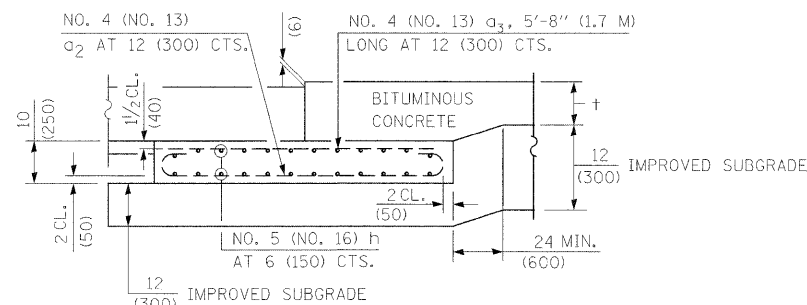 NO. 4 (NO. 13)
a2 AT 12 (300) CTS.
(6)
NO. 4 (NO. 13) a3, 5'-8" (1.7 M)
LONG AT 12 (300) CTS.
10
(250)
1½ CL.
(40)
BITUMINOUS
CONCRETE
t
12
(300)
IMPROVED SUBGRADE
2 CL.
(50)
2 CL.
(50)
NO. 5 (NO. 16) h
AT 6 (150) CTS.
24 MIN.
(600)
12
(300)
IMPROVED SUBGRADE